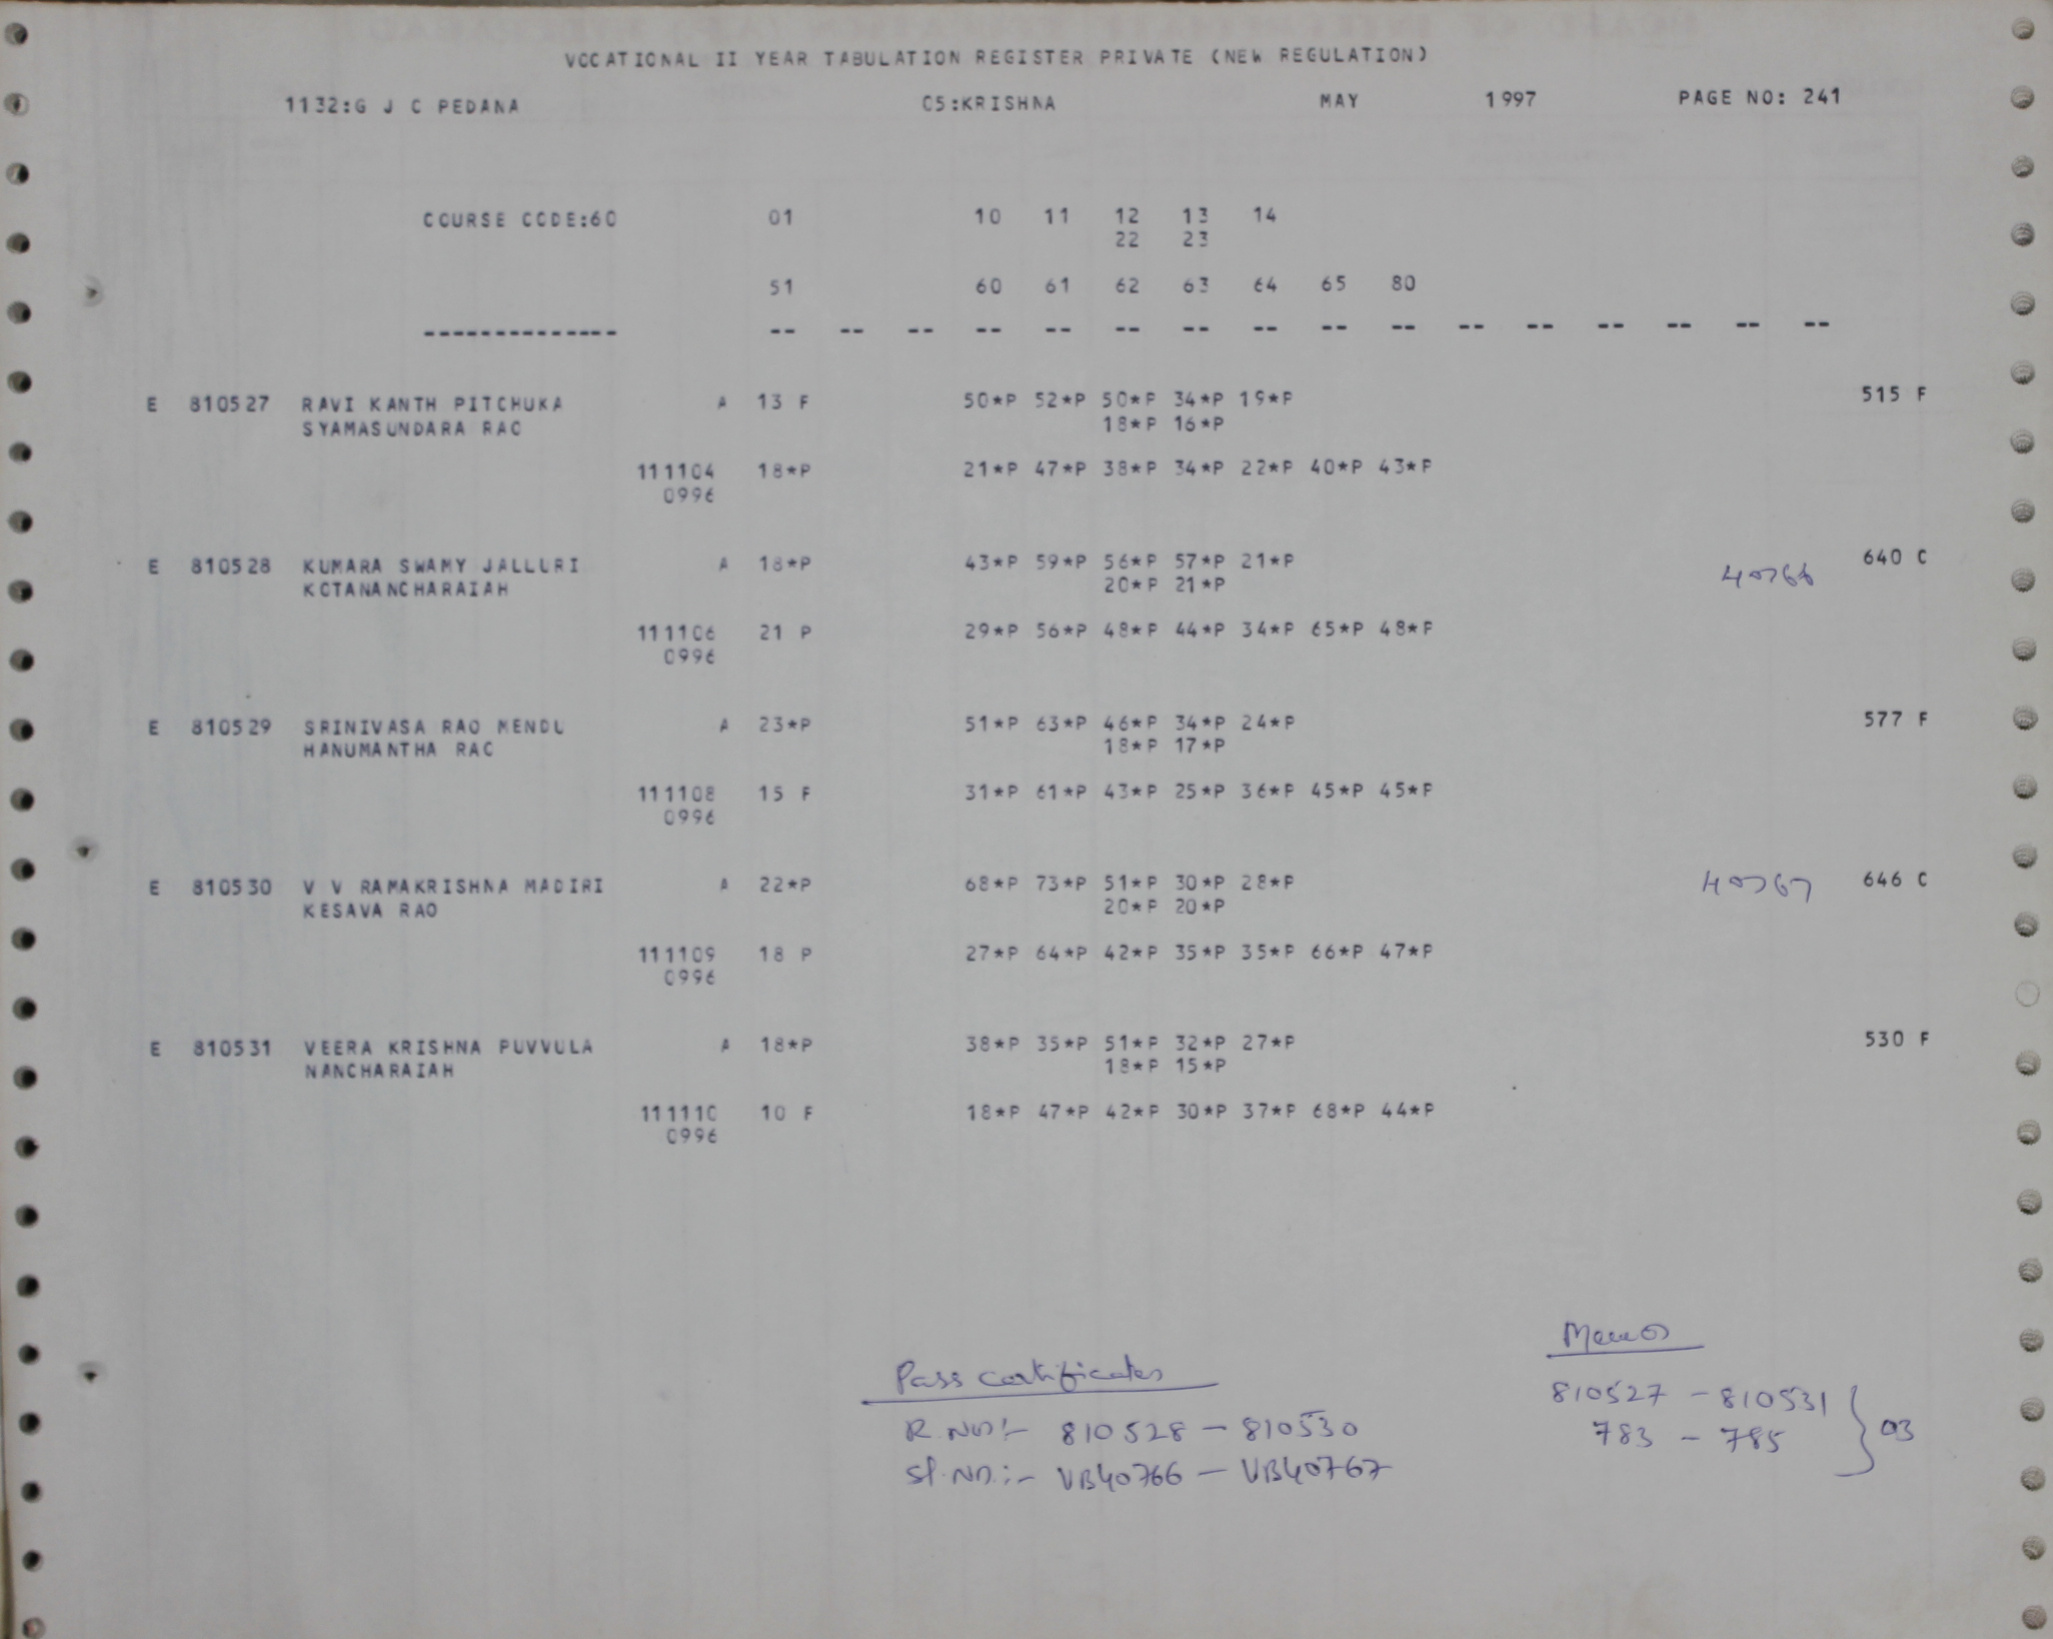 VOCATIONAL II YEAR TABULATION REGISTER PRIVATE (NEW REGULATION)
1132:G J C PEDANA C5:KRISHNA MAY 1997 PAGE NO: 241
COURSE CODE:60 01 10 11 12 13 14
22 23
51 60 61 62 63 64 65 80
-------------- -- -- -- -- -- -- -- -- -- -- -- -- -- -- -- --
E 810527 RAVI KANTH PITCHUKA A 13 F 50*P 52*P 50*P 34*P 19*P 515 F
SYAMASUNDARA RAO 18*P 16*P
111104 18*P 21*P 47*P 38*P 34*P 22*P 40*P 43*P
0996
E 810528 KUMARA SWAMY JALLURI A 18*P 43*P 59*P 56*P 57*P 21*P 40766 640 C
KOTANANCHARAIAH 20*P 21*P
111106 21 P 29*P 56*P 48*P 44*P 34*P 65*P 48*P
0996
E 810529 SRINIVASA RAO MENDU A 23*P 51*P 63*P 46*P 34*P 24*P 577 F
HANUMANTHA RAO 18*P 17*P
111108 15 F 31*P 61*P 43*P 25*P 36*P 45*P 45*P
0996
E 810530 V V RAMAKRISHNA MADIRI A 22*P 68*P 73*P 51*P 30*P 28*P 40767 646 C
KESAVA RAO 20*P 20*P
111109 18 P 27*P 64*P 42*P 35*P 35*P 66*P 47*P
0996
E 810531 VEERA KRISHNA PUVVULA A 18*P 38*P 35*P 51*P 32*P 27*P 530 F
NANCHARAIAH 18*P 15*P
111110 10 F 18*P 47*P 42*P 30*P 37*P 68*P 44*P
0996
Pass certificates
R.No:- 810528 - 810530
Sl.No.:- VB40766 - VB40767
Memos
810527 - 810531
783 - 785 } 03